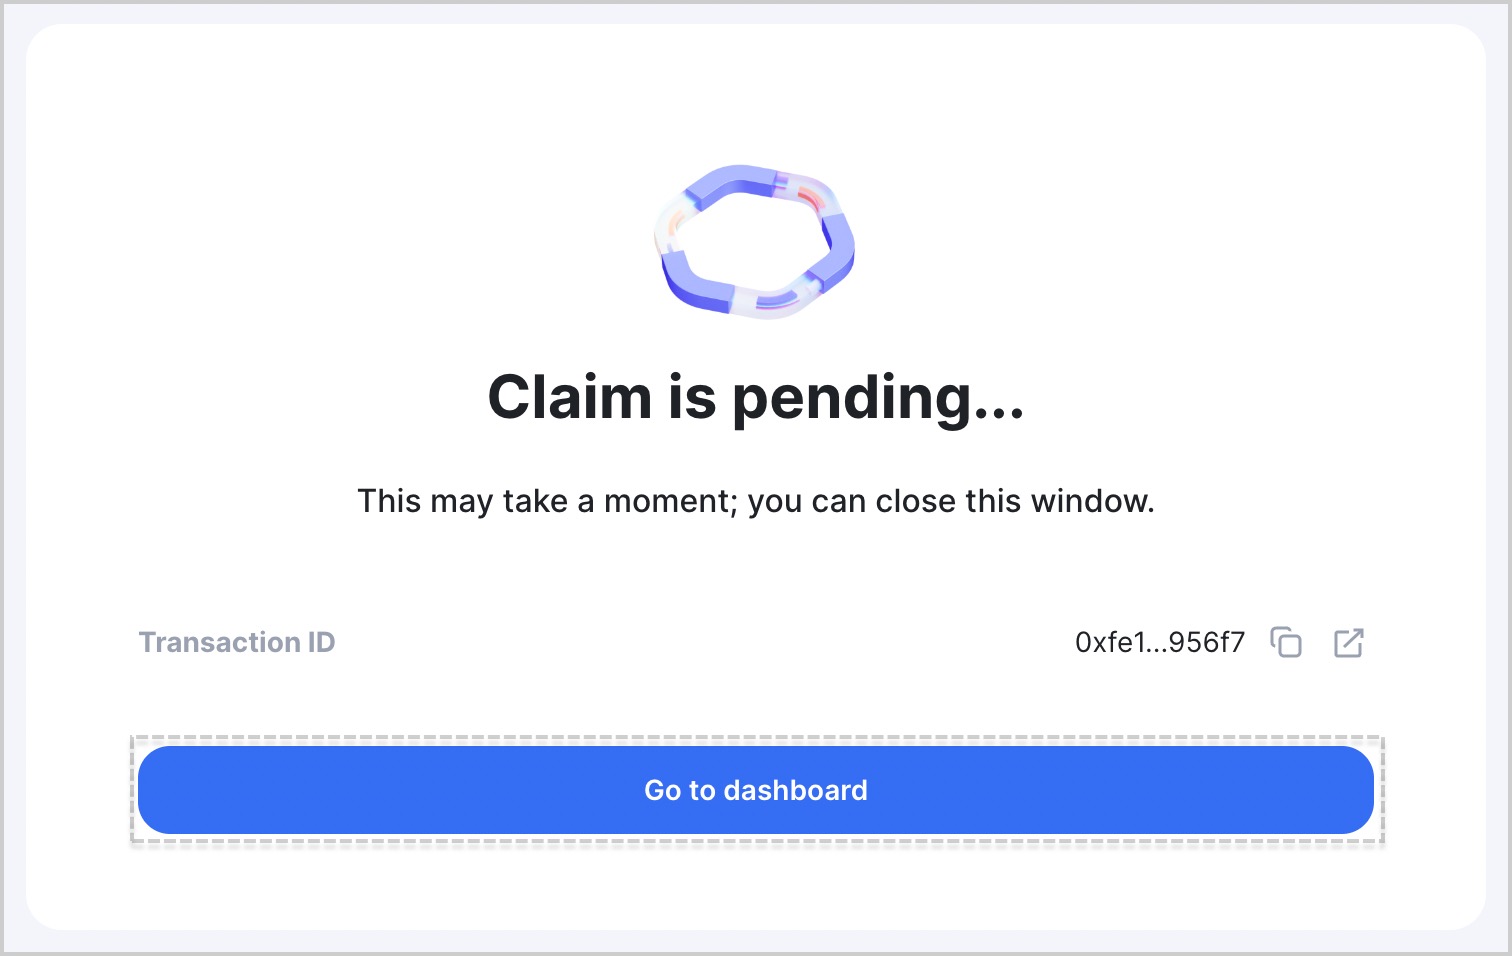 Claim is pending...
This may take a moment; you can close this window.
Transaction ID
0xfe1...956f7
Go to dashboard